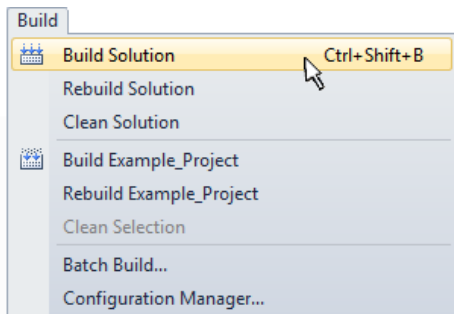 Build
Build Solution Ctrl+Shift+B
Rebuild Solution
Clean Solution
Build Example_Project
Rebuild Example_Project
Clean Selection
Batch Build...
Configuration Manager...